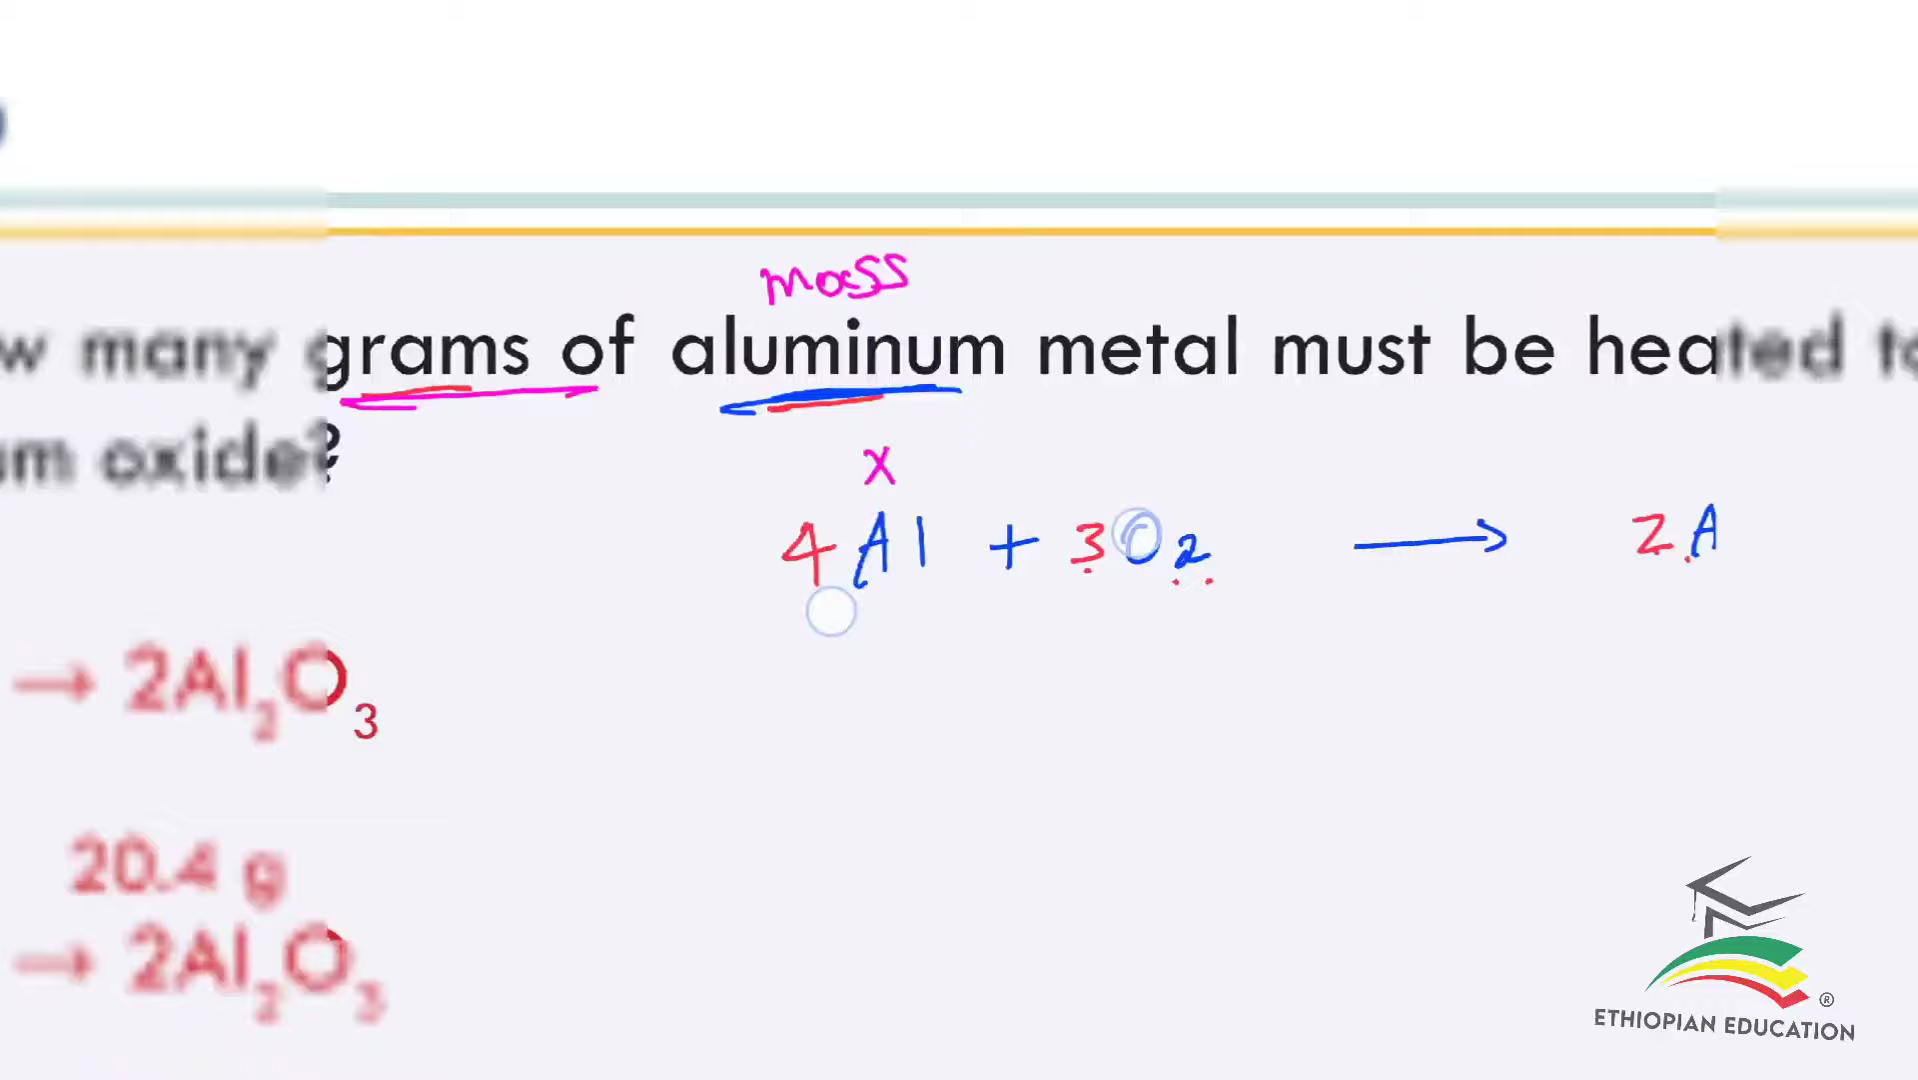 mass
w many grams of aluminum metal must be heated to
um oxide?
x
4Al + 3O₂ → 2A
→ 2Al₂O₃
20.4 g
→ 2Al₂O₃
ETHIOPIAN EDUCATION ®